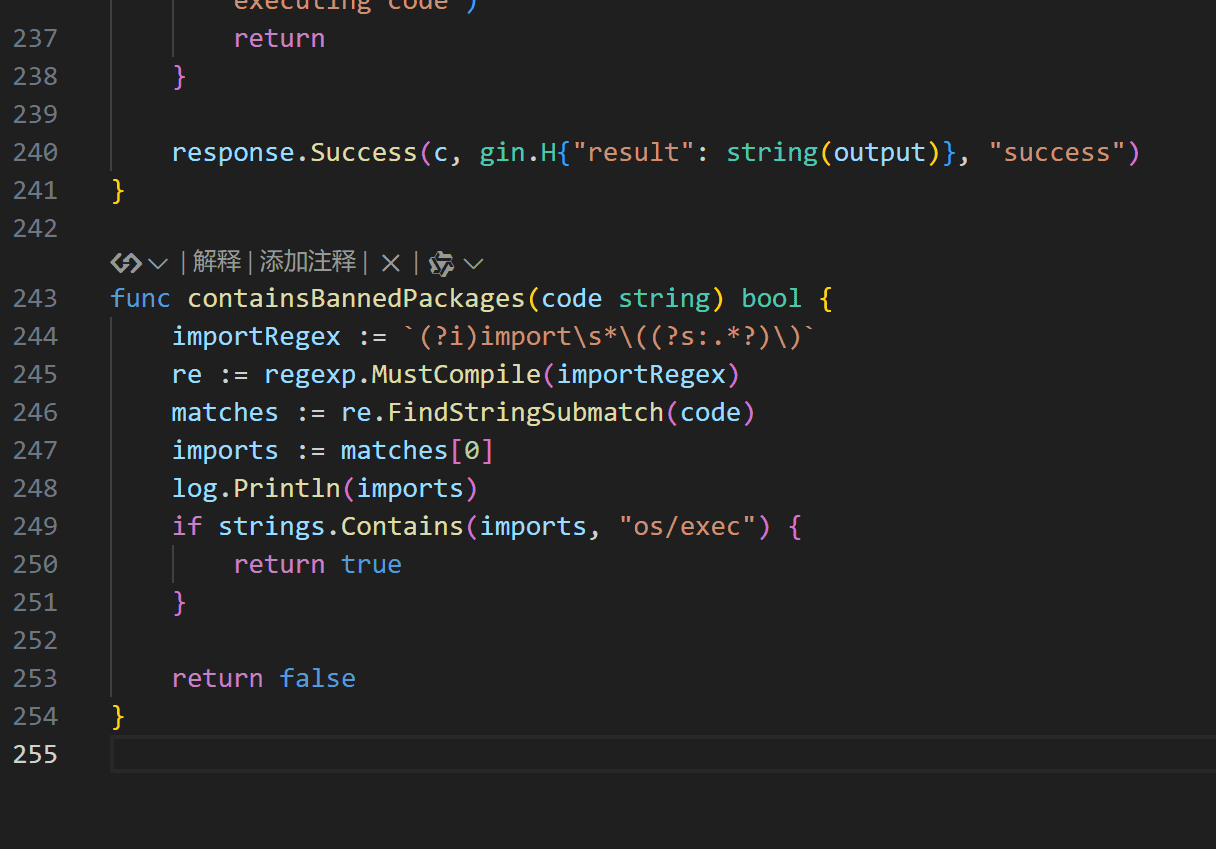 executing code")
237 return
238 }
239
240 response.Success(c, gin.H{"result": string(output)}, "success")
241 }
242
| 解释 | 添加注释 | × |
243 func containsBannedPackages(code string) bool {
244 importRegex := `(?i)import\s*\((?s:.*?)\)`
245 re := regexp.MustCompile(importRegex)
246 matches := re.FindStringSubmatch(code)
247 imports := matches[0]
248 log.Println(imports)
249 if strings.Contains(imports, "os/exec") {
250 return true
251 }
252
253 return false
254 }
255